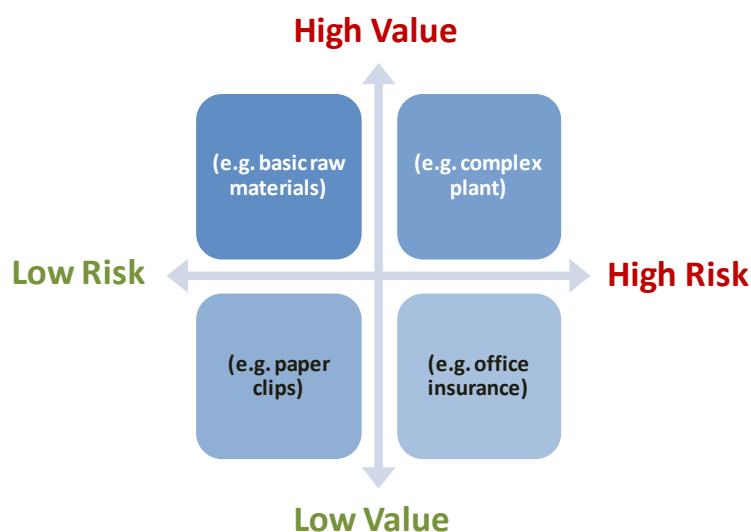 High Value
(e.g. basic raw
materials)
(e.g. complex
plant)
Low Risk
High Risk
(e.g. paper
clips)
(e.g. office
insurance)
Low Value